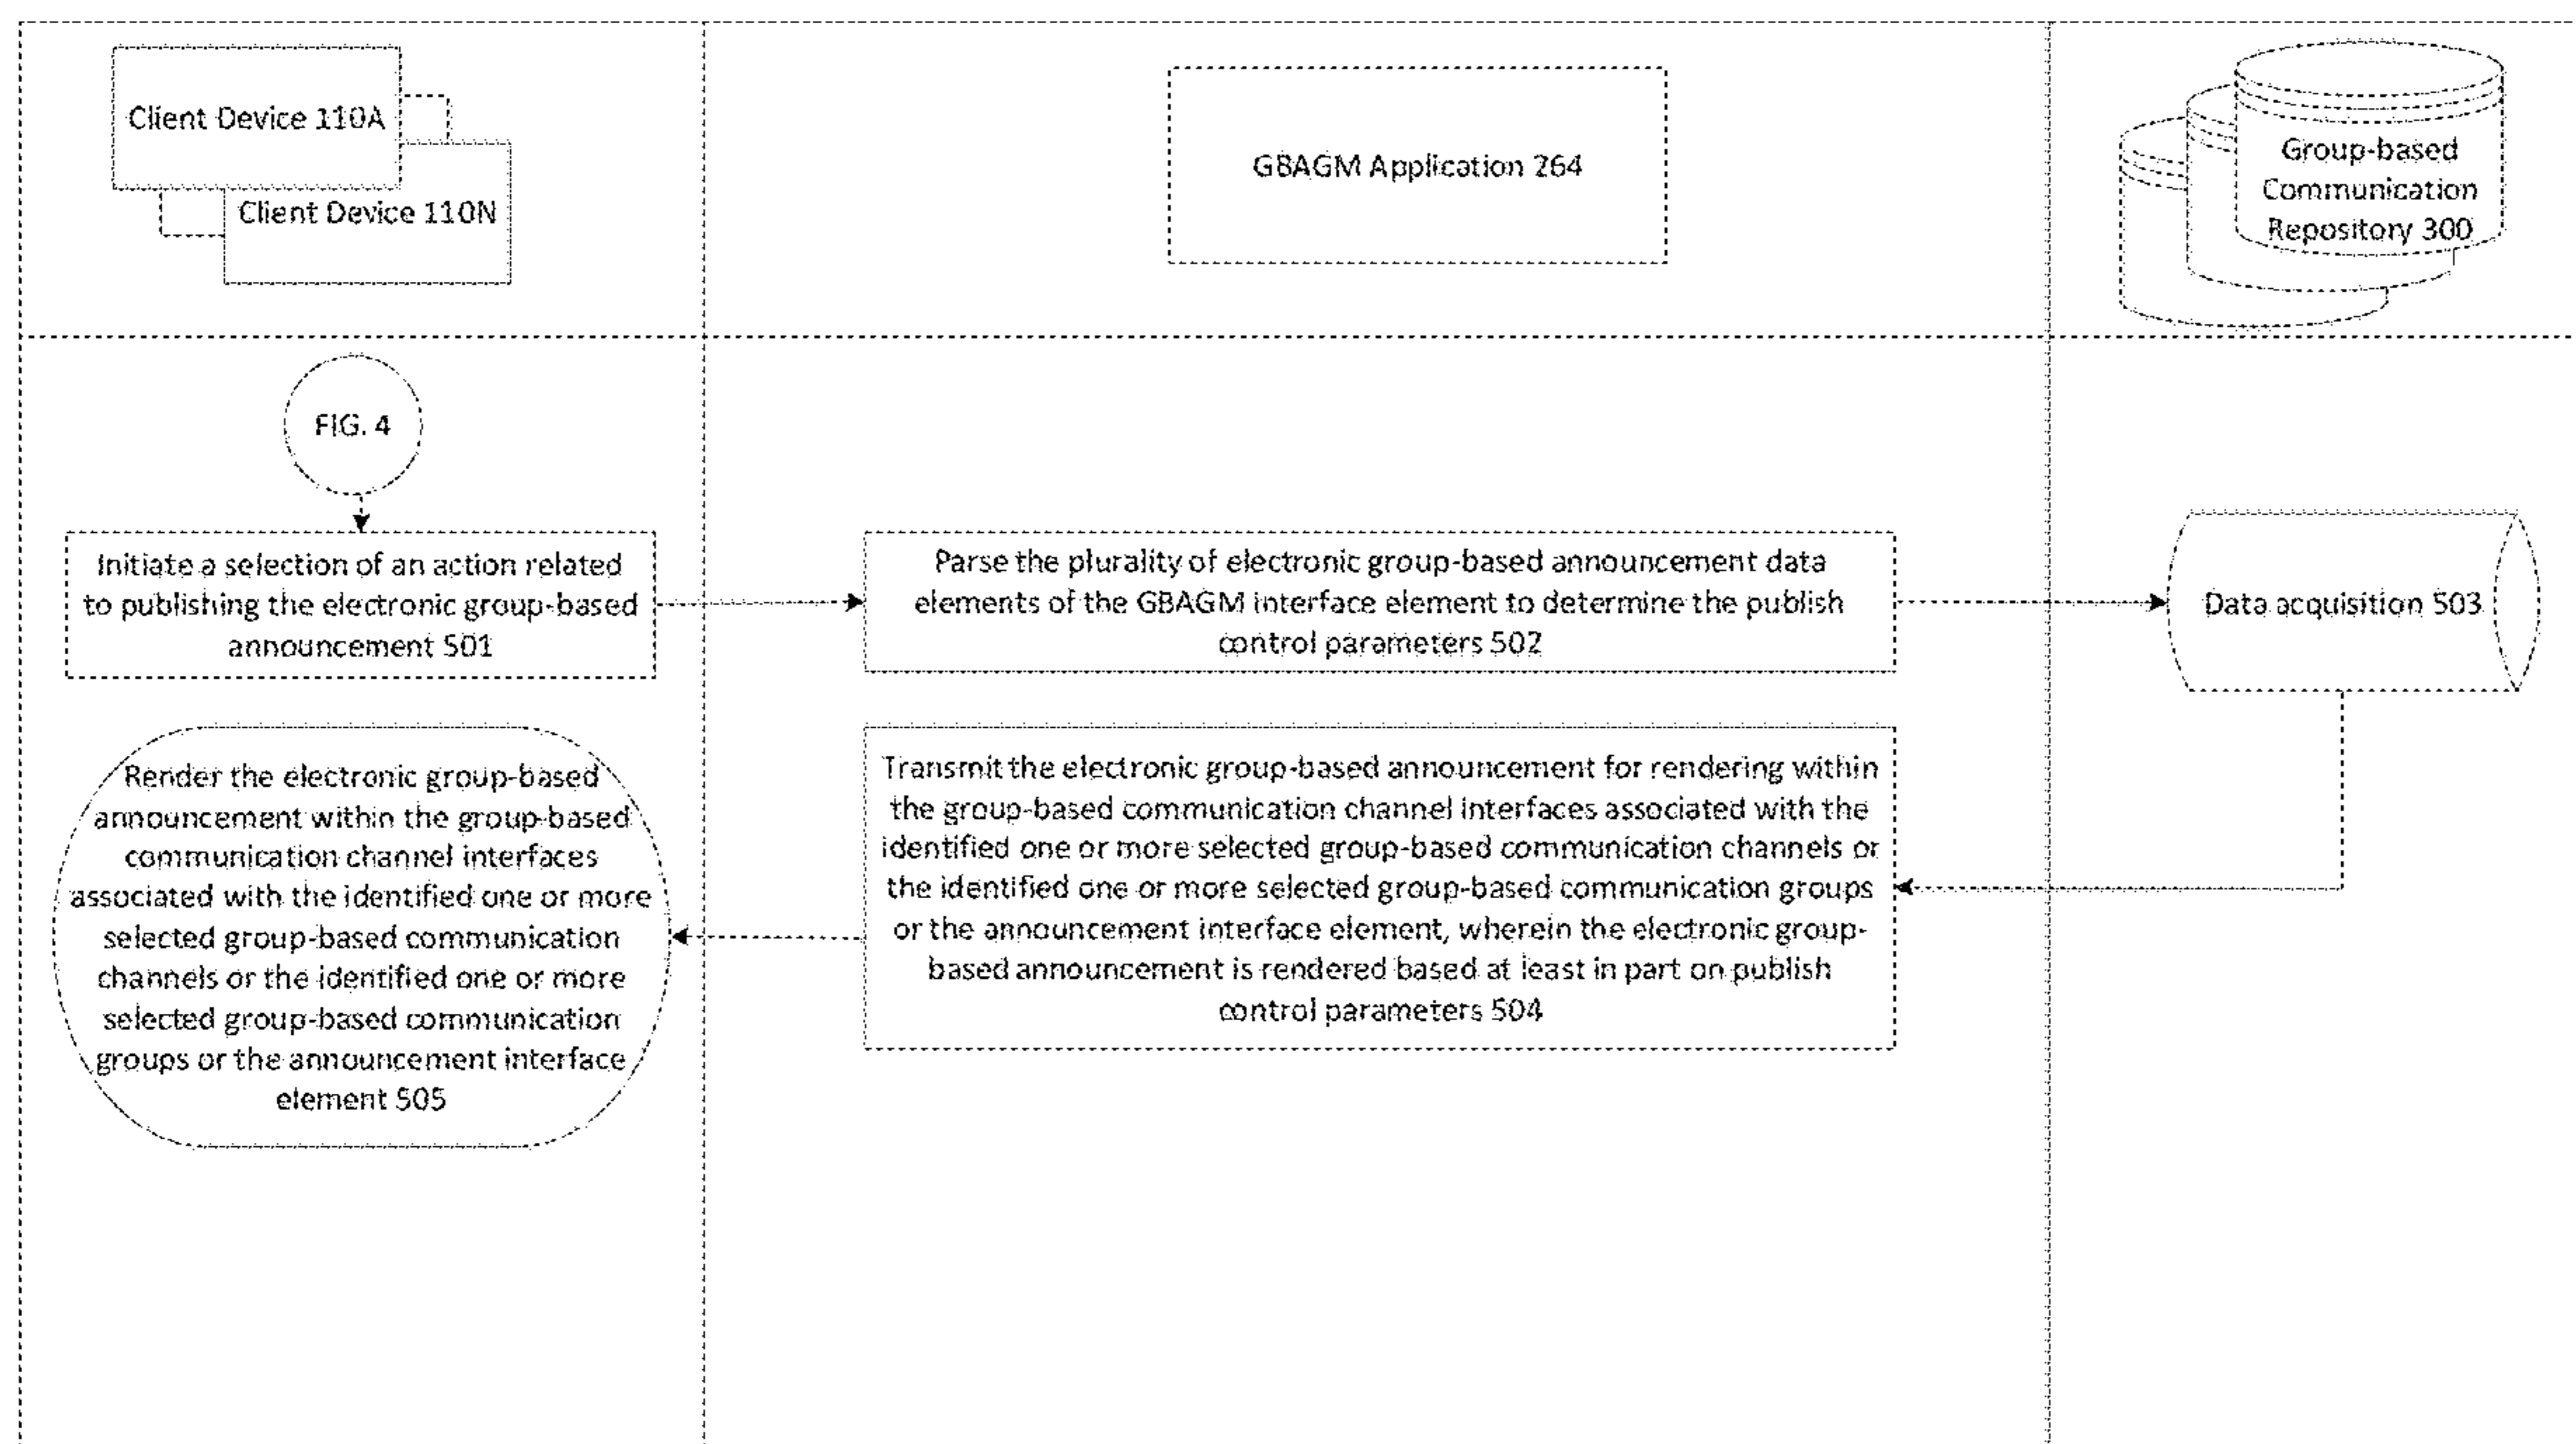 Client Device 110A
Client Device 110N
GBAGM Application 264
Group-based
Communication
Repository 300
FIG. 4
Initiate a selection of an action related
to publishing the electronic group-based
announcement 501
Parse the plurality of electronic group-based announcement data
elements of the GBAGM interface element to determine the publish
control parameters 502
Data acquisition 503
Render the electronic group-based
announcement within the group-based
communication channel interfaces
associated with the identified one or more
selected group-based communication
channels or the identified one or more
selected group-based communication
groups or the announcement interface
element 505
Transmit the electronic group-based announcement for rendering within
the group-based communication channel interfaces associated with the
identified one or more selected group-based communication channels or
the identified one or more selected group-based communication groups
or the announcement interface element, wherein the electronic group-
based announcement is rendered based at least in part on publish
control parameters 504